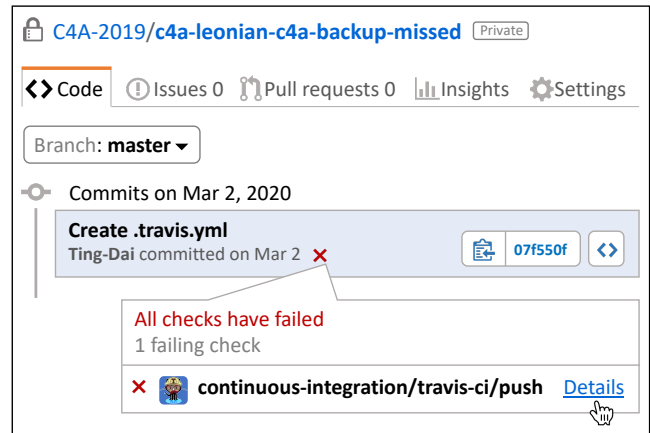 C4A-2019/c4a-leonian-c4a-backup-missed Private
Code Issues 0 Pull requests 0 Insights Settings
Branch: master
Commits on Mar 2, 2020
Create .travis.yml
Ting-Dai committed on Mar 2
07f550f
All checks have failed
1 failing check
continuous-integration/travis-ci/push Details